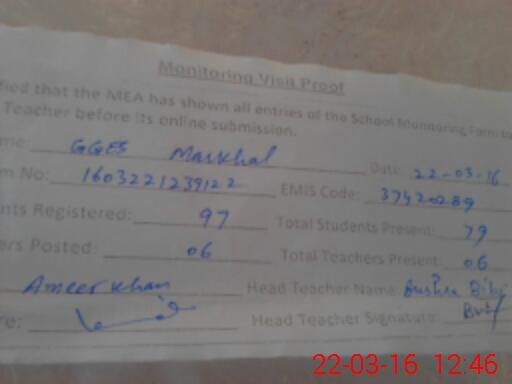 Monitoring Visit Proof
fied that the MEA has shown all entries of the School Monitoring Form to
Teacher before its online submission.
me: GGES Markhal Date: 22-03-16
m No: 1603221239122 EMIS Code: 37420289
nts Registered: 97 Total Students Present: 79
ers Posted: 06 Total Teachers Present: 06
Ameer khan Head Teacher Name: Bushra Bibi
re: Head Teacher Signature:
22-03-16 12:46